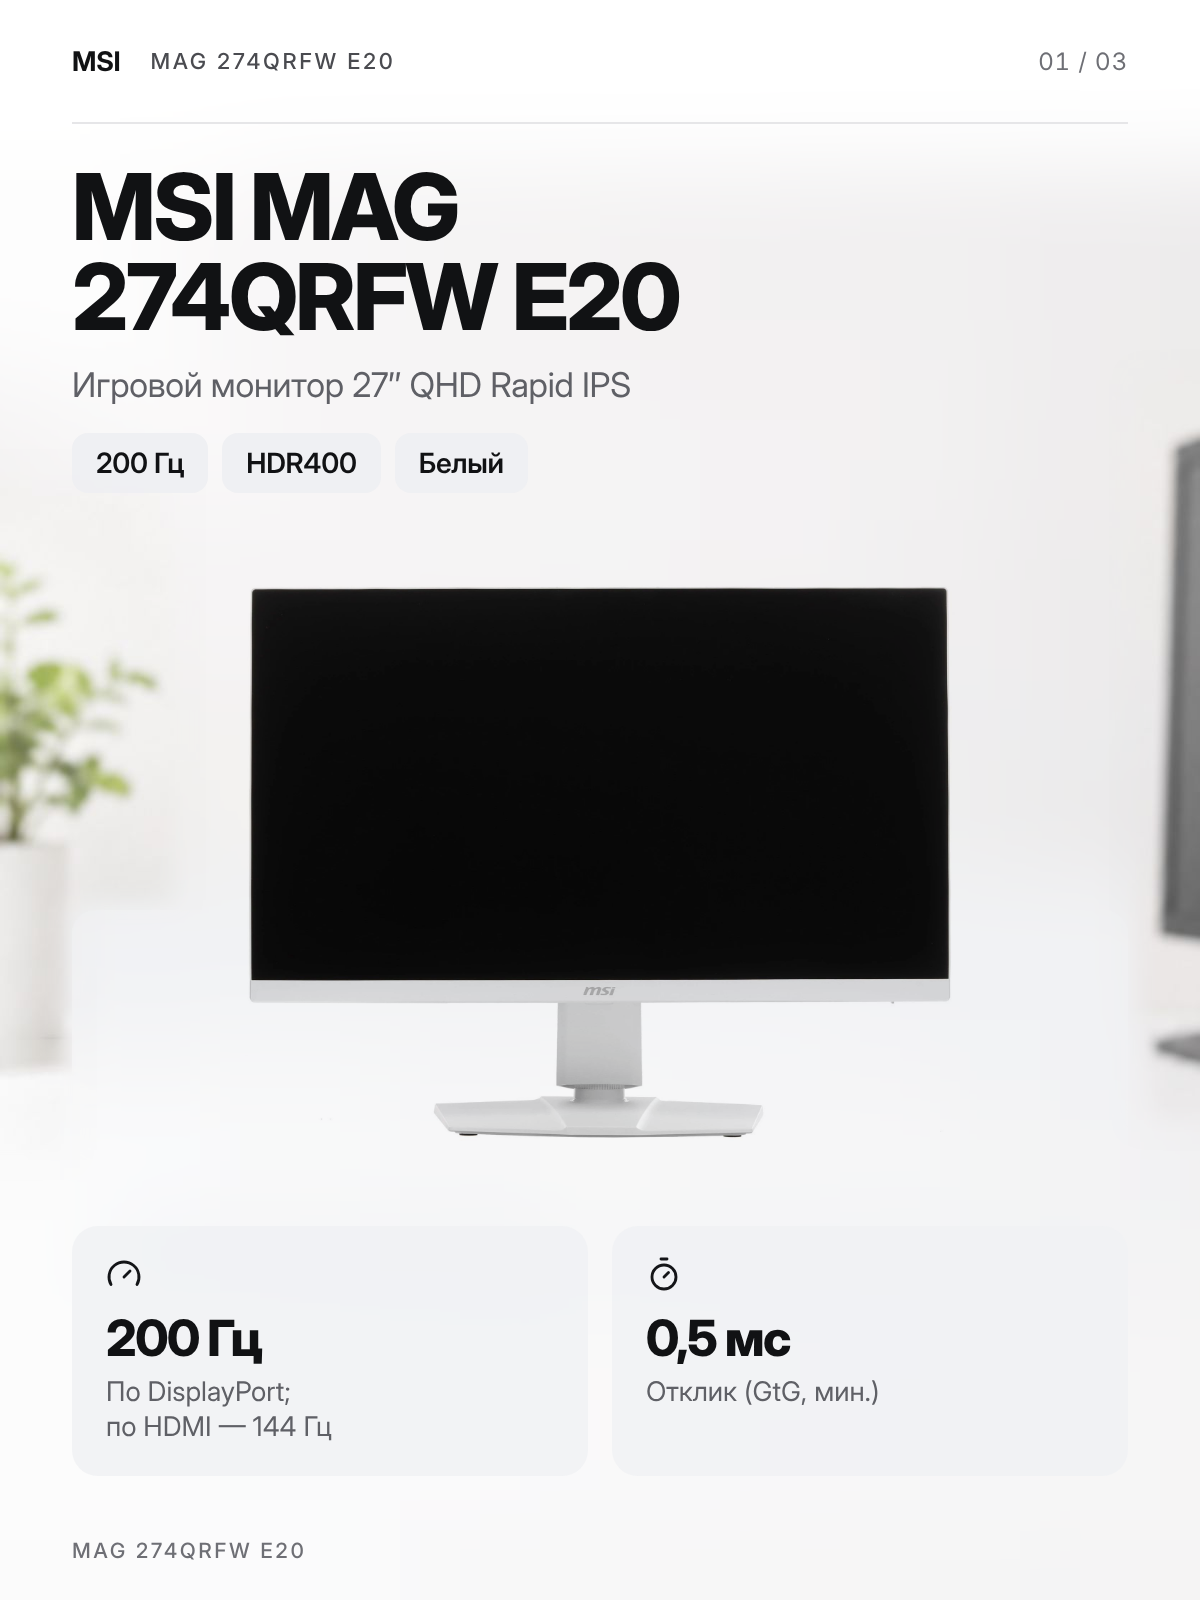 MSI MAG 274QRFW E20 01 / 03
MSI MAG
274QRFW E20
Игровой монитор 27″ QHD Rapid IPS
200 Гц HDR400 Белый
msi
200 Гц
По DisplayPort;
по HDMI — 144 Гц
0,5 мс
Отклик (GtG, мин.)
MAG 274QRFW E20